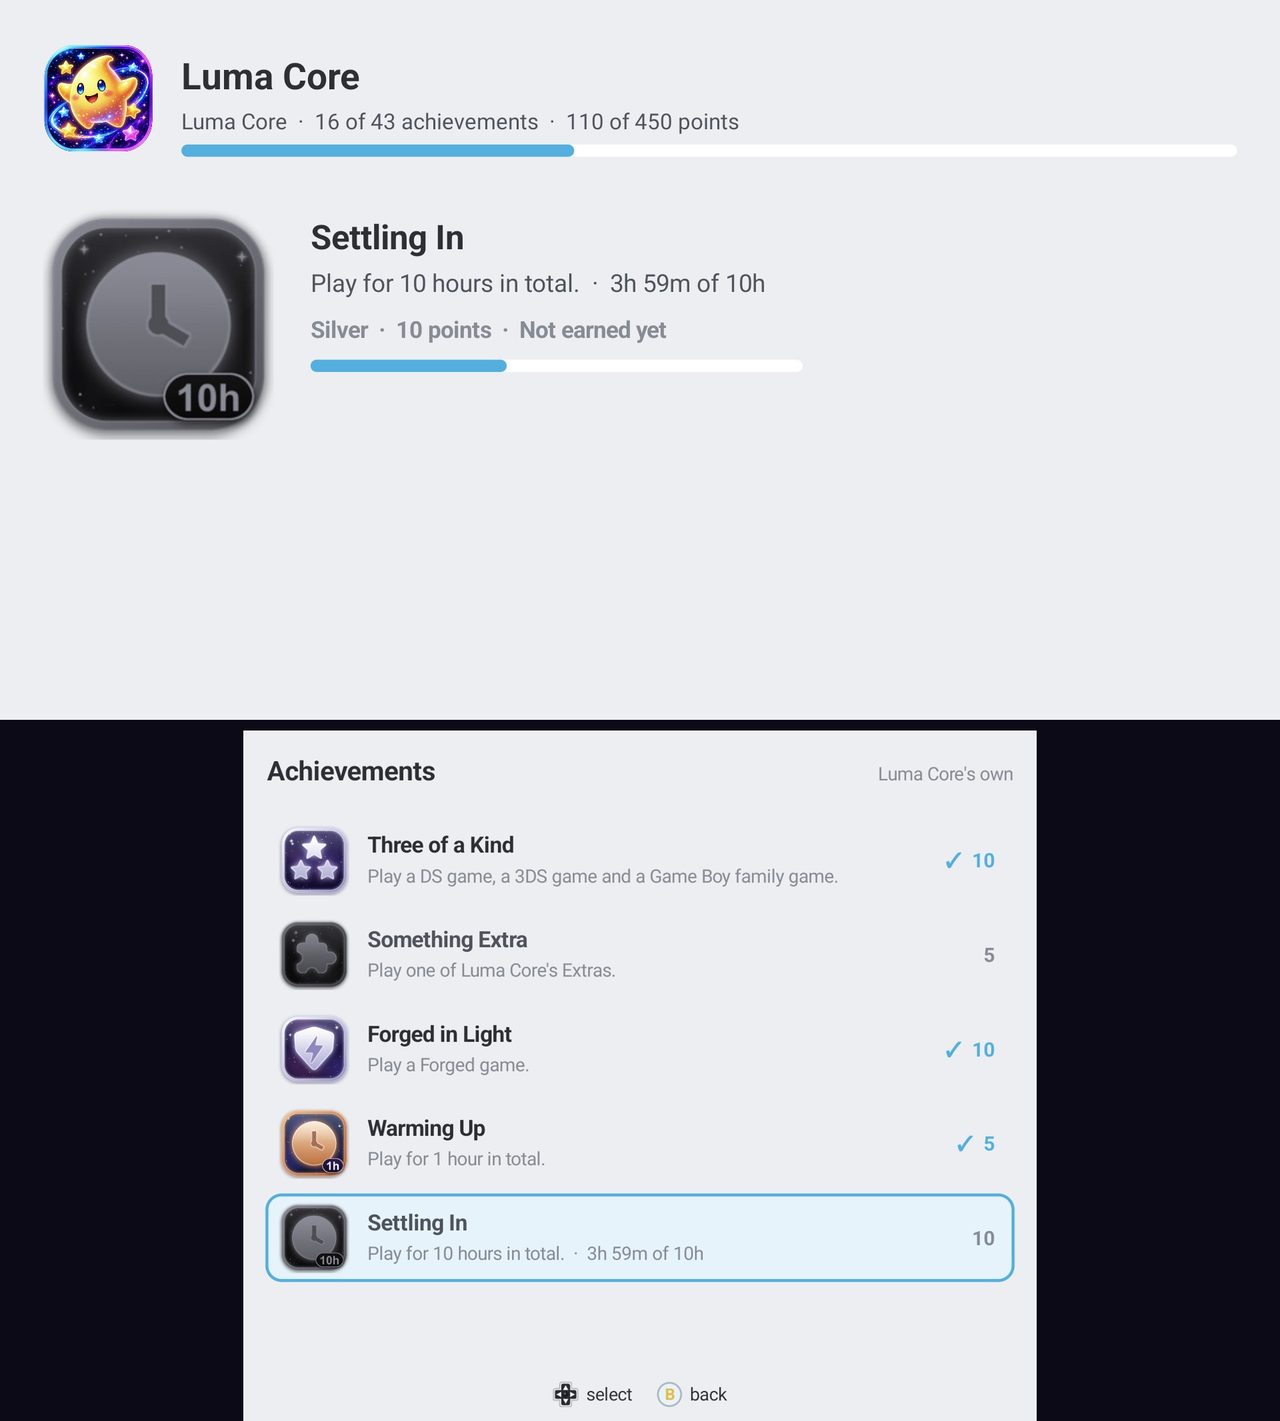 Luma Core
Luma Core · 16 of 43 achievements · 110 of 450 points
Settling In
Play for 10 hours in total. · 3h 59m of 10h
Silver · 10 points · Not earned yet
10h
Achievements
Luma Core's own
Three of a Kind
Play a DS game, a 3DS game and a Game Boy family game.
✓ 10
Something Extra
Play one of Luma Core's Extras.
5
Forged in Light
Play a Forged game.
✓ 10
Warming Up
Play for 1 hour in total.
1h
✓ 5
Settling In
Play for 10 hours in total. · 3h 59m of 10h
10h
10
select
B back